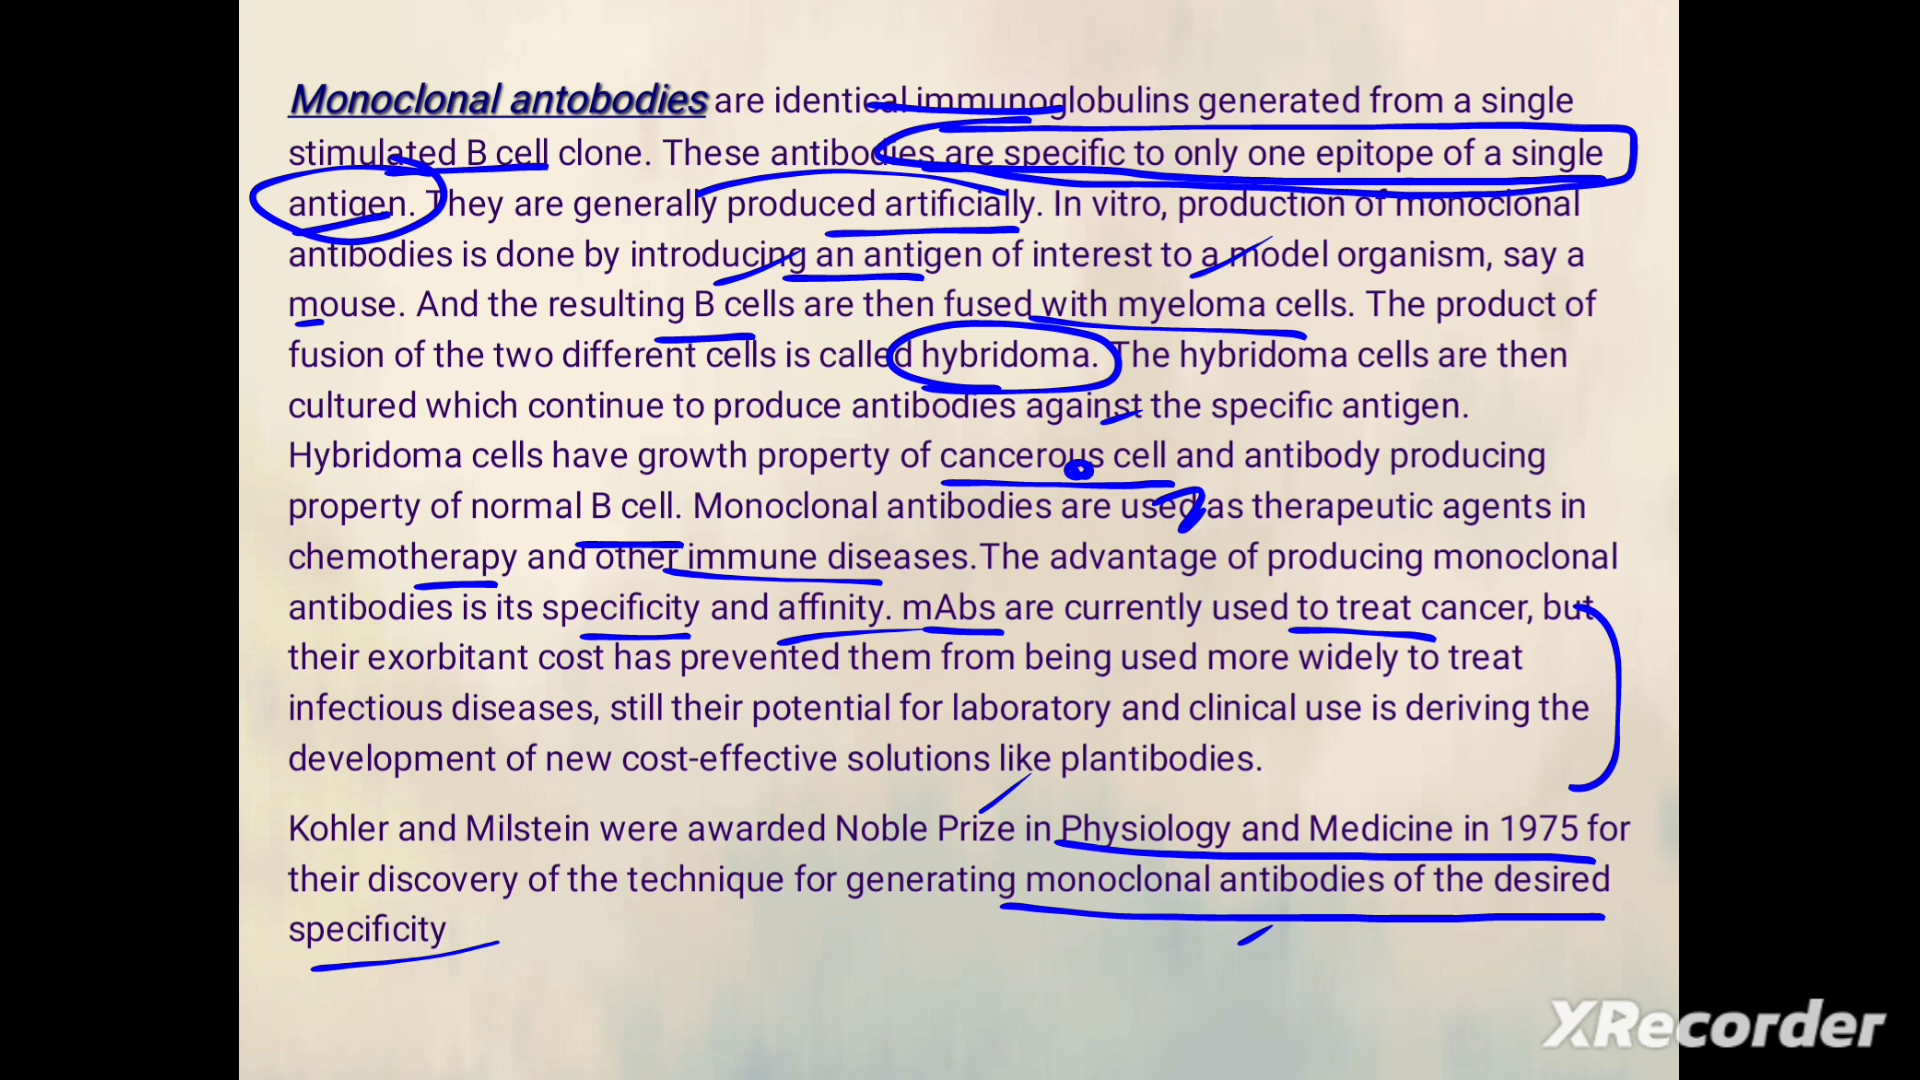 Monoclonal antobodies are identical immunoglobulins generated from a single
stimulated B cell clone. These antibodies are specific to only one epitope of a single
antigen. They are generally produced artificially. In vitro, production of monoclonal
antibodies is done by introducing an antigen of interest to a model organism, say a
mouse. And the resulting B cells are then fused with myeloma cells. The product of
fusion of the two different cells is called hybridoma. The hybridoma cells are then
cultured which continue to produce antibodies against the specific antigen.
Hybridoma cells have growth property of cancerous cell and antibody producing
property of normal B cell. Monoclonal antibodies are used as therapeutic agents in
chemotherapy and other immune diseases.The advantage of producing monoclonal
antibodies is its specificity and affinity. mAbs are currently used to treat cancer, but
their exorbitant cost has prevented them from being used more widely to treat
infectious diseases, still their potential for laboratory and clinical use is deriving the
development of new cost-effective solutions like plantibodies.
Kohler and Milstein were awarded Noble Prize in Physiology and Medicine in 1975 for
their discovery of the technique for generating monoclonal antibodies of the desired
specificity
XRecorder